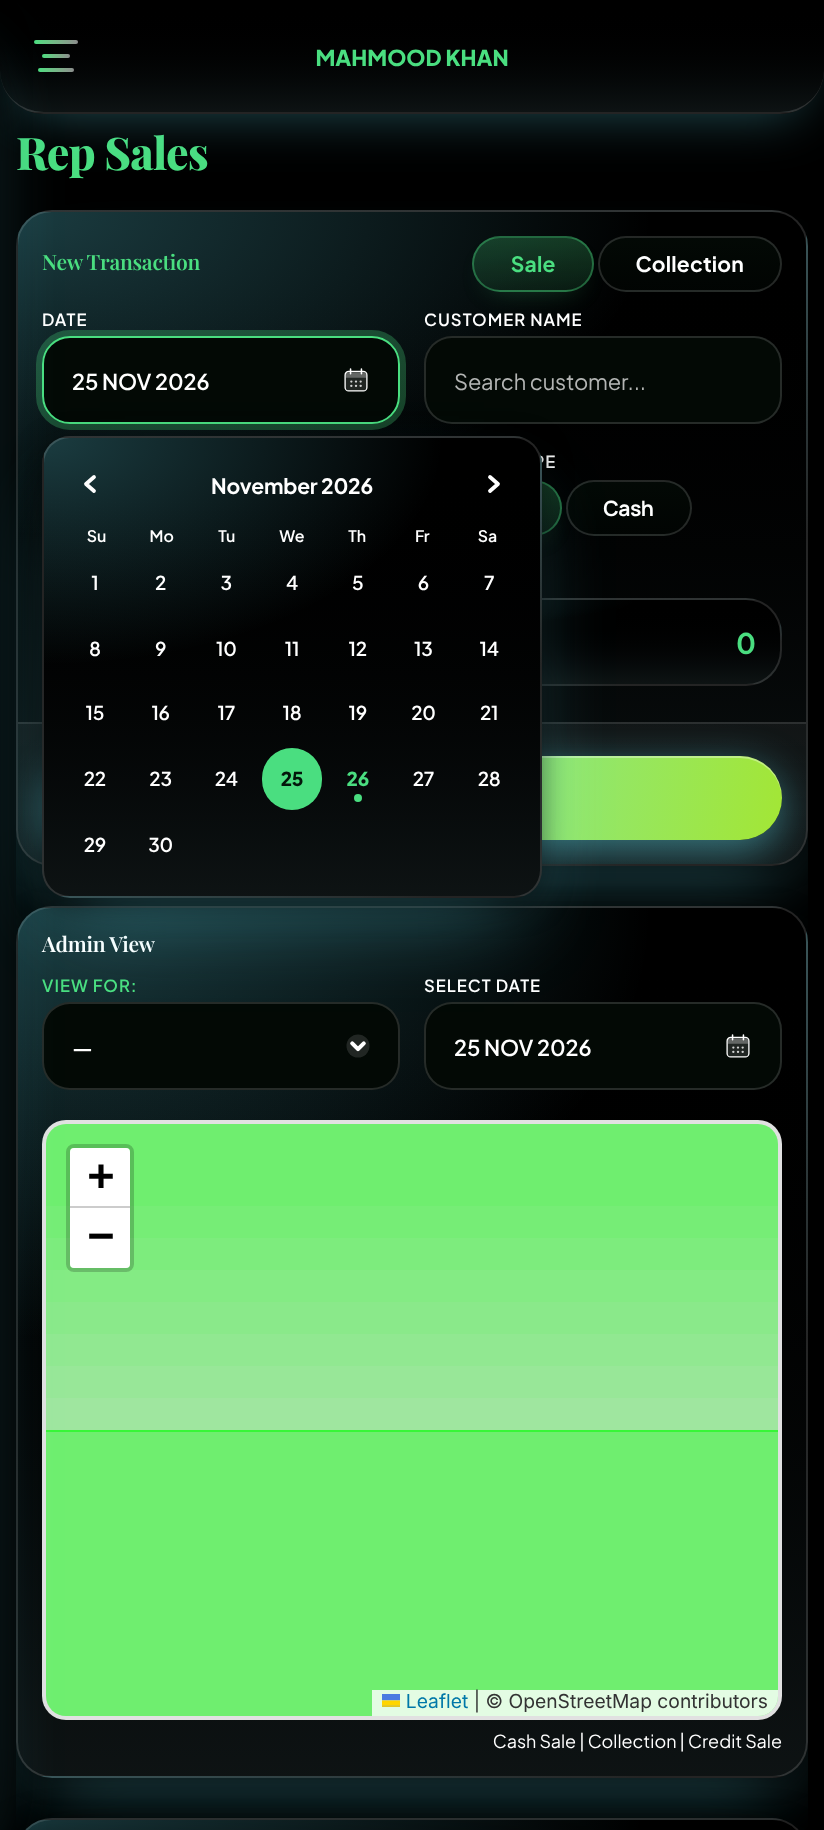 MAHMOOD KHAN
Rep Sales
New Transaction
Sale
Collection
DATE
CUSTOMER NAME
25 NOV 2026
Search customer...
November 2026
Su Mo Tu We Th Fr Sa
1 2 3 4 5 6 7
8 9 10 11 12 13 14
15 16 17 18 19 20 21
22 23 24 25 26 27 28
29 30
Cash
0
Admin View
VIEW FOR:
SELECT DATE
—
25 NOV 2026
+
−
Leaflet | © OpenStreetMap contributors
Cash Sale | Collection | Credit Sale